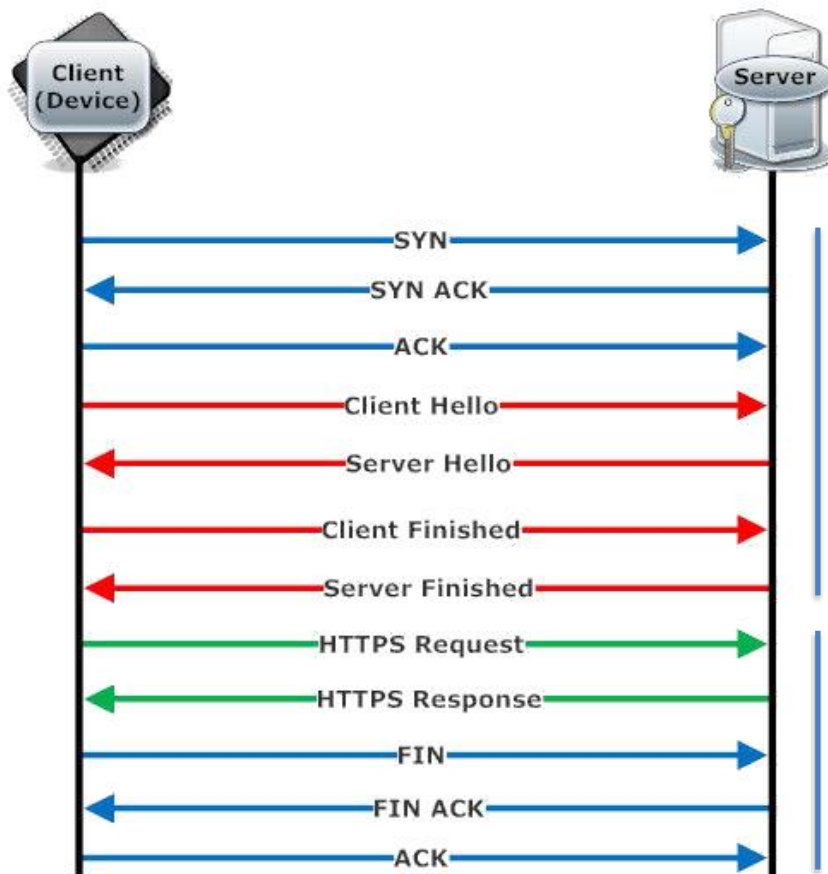 Client
(Device)
Server
SYN
SYN ACK
ACK
Client Hello
Server Hello
Client Finished
Server Finished
HTTPS Request
HTTPS Response
FIN
FIN ACK
ACK